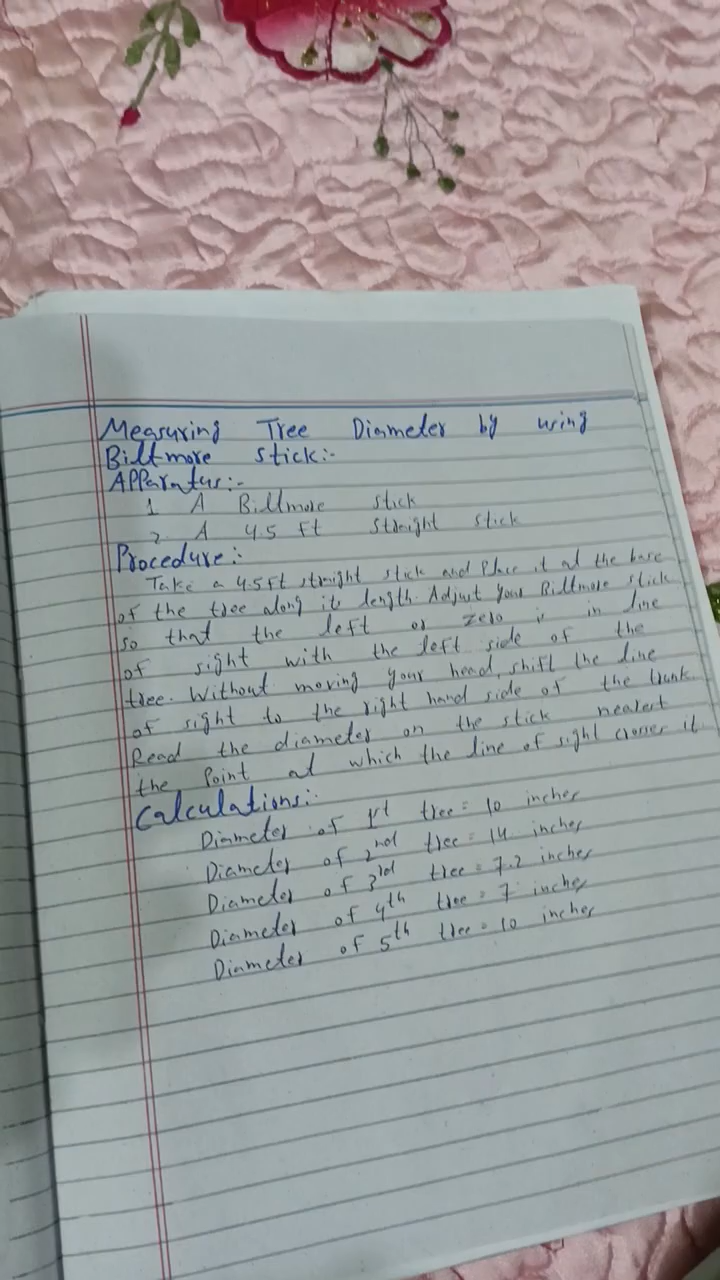 Measuring Tree Diameter by using
Biltmore stick:-
Apparatus:-
1. A Biltmore stick
2. A 4.5 ft straight stick
Procedure:
Take a 4.5ft straight stick and Place it at the base
of the tree along its length. Adjust your Biltmore stick
so that the left or zero is in line
of sight with the left side of the
tree. Without moving your head, shift the line
of sight to the right hand side of the trunk.
Read the diameter on the stick nearest
the Point at which the line of sight crosses it
Calculations:
Diameter of 1st tree = 10 inches
Diameter of 2nd tree = 14 inches
Diameter of 3rd tree = 7.2 inches
Diameter of 4th tree = 7 inches
Diameter of 5th tree = 10 inches